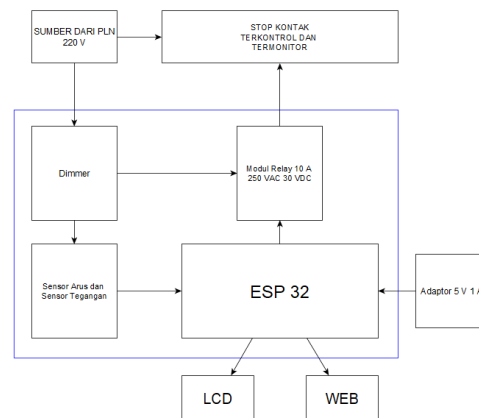 SUMBER DARI PLN
220 V
STOP KONTAK
TERKONTROL DAN
TERMONITOR
Dimmer
Modul Relay 10 A
250 VAC 30 VDC
Sensor Arus dan
Sensor Tegangan
ESP 32
Adaptor 5 V 1 A
LCD
WEB